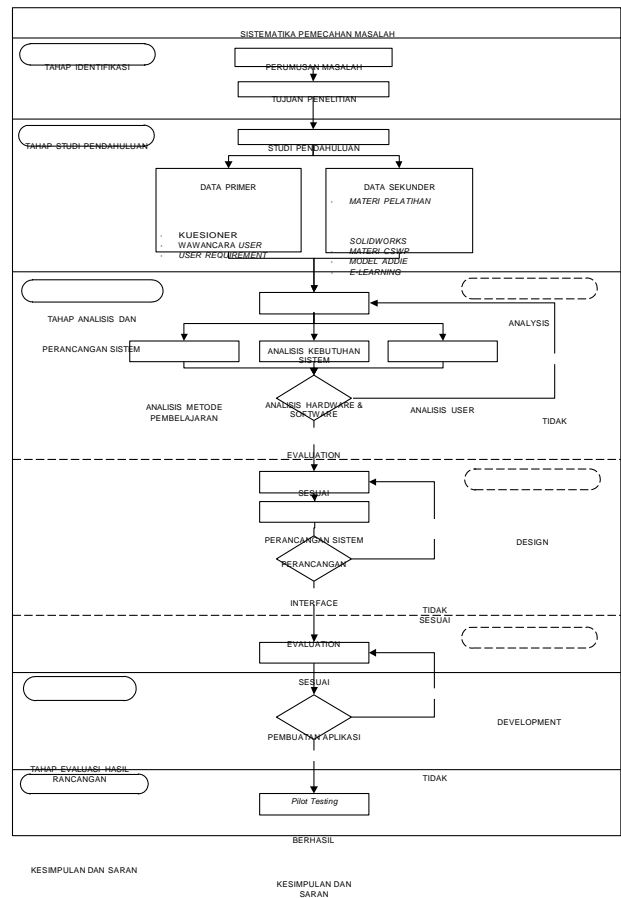 SISTEMATIKA PEMECAHAN MASALAH
TAHAP IDENTIFIKASI
PERUMUSAN MASALAH
TUJUAN PENELITIAN
TAHAP STUDI PENDAHULUAN
STUDI PENDAHULUAN
DATA PRIMER
· KUESIONER
· WAWANCARA USER
· USER REQUIREMENT
DATA SEKUNDER
· MATERI PELATIHAN
SOLIDWORKS
· MATERI CSWP
· MODEL ADDIE
· E-LEARNING
TAHAP ANALISIS DAN
PERANCANGAN SISTEM
ANALYSIS
ANALISIS KEBUTUHAN
SISTEM
ANALISIS METODE
PEMBELAJARAN
ANALISIS HARDWARE &
SOFTWARE
ANALISIS USER
TIDAK
EVALUATION
SESUAI
PERANCANGAN SISTEM
DESIGN
PERANCANGAN
INTERFACE
TIDAK
SESUAI
EVALUATION
SESUAI
PEMBUATAN APLIKASI
DEVELOPMENT
TAHAP EVALUASI HASIL
RANCANGAN
TIDAK
Pilot Testing
BERHASIL
KESIMPULAN DAN SARAN
KESIMPULAN DAN
SARAN